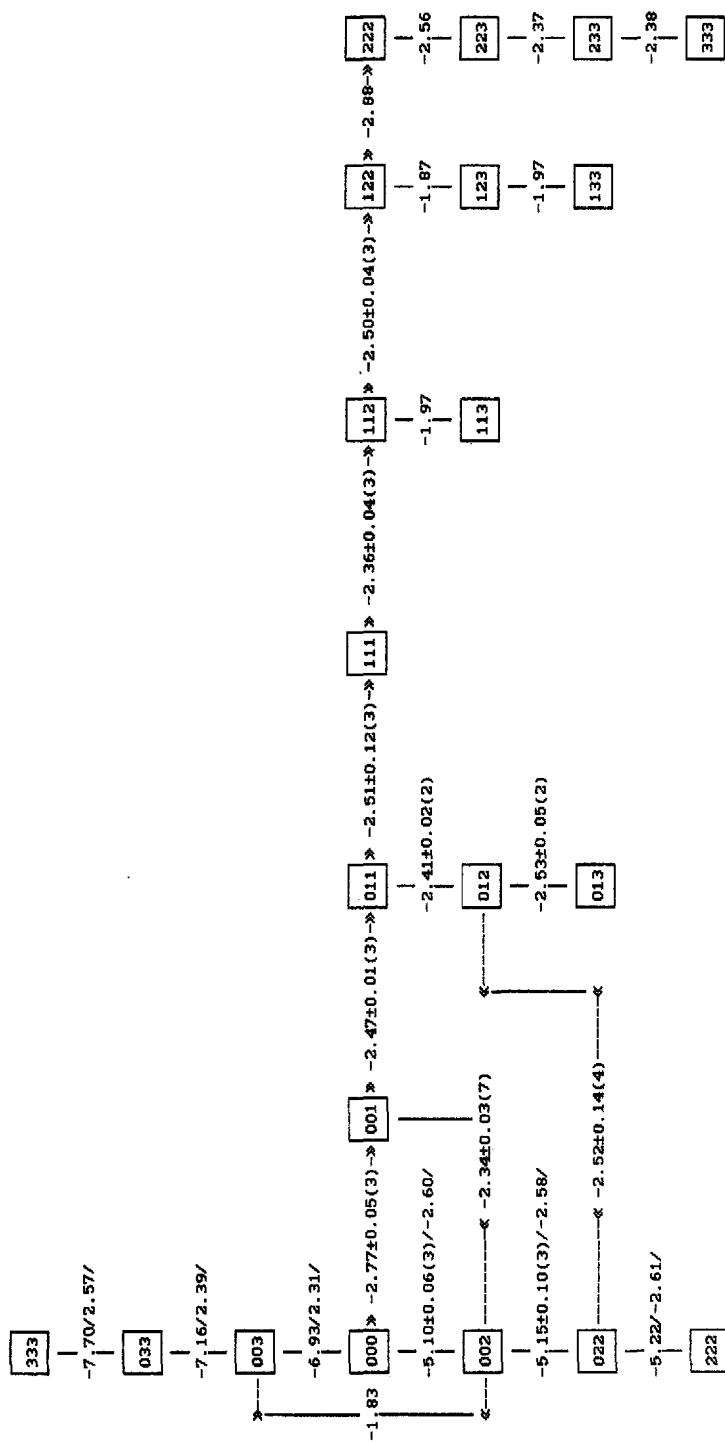 333
-7.70/2.57/
033
-7.16/2.39/
003
-6.93/2.31/
-1.83 000 » -2.77±0.05(3)-» 001 » -2.47±0.01(3)-» 011 » -2.51±0.12(3)-» 111 » -2.36±0.04(3)-» 112 » -2.50±0.04(3)-» 122 » -2.88-» 222
-5.10±0.06(3)/-2.60/ -2.41±0.02(2) -1.97 -1.87 -2.56
002 « -2.34±0.03(7) 012 113 123 223
-5.15±0.10(3)/-2.58/ -2.53±0.05(2) -1.97 -2.37
022 « -2.52±0.14(4) 013 133 233
-5.22/-2.61/ -2.38
222 333